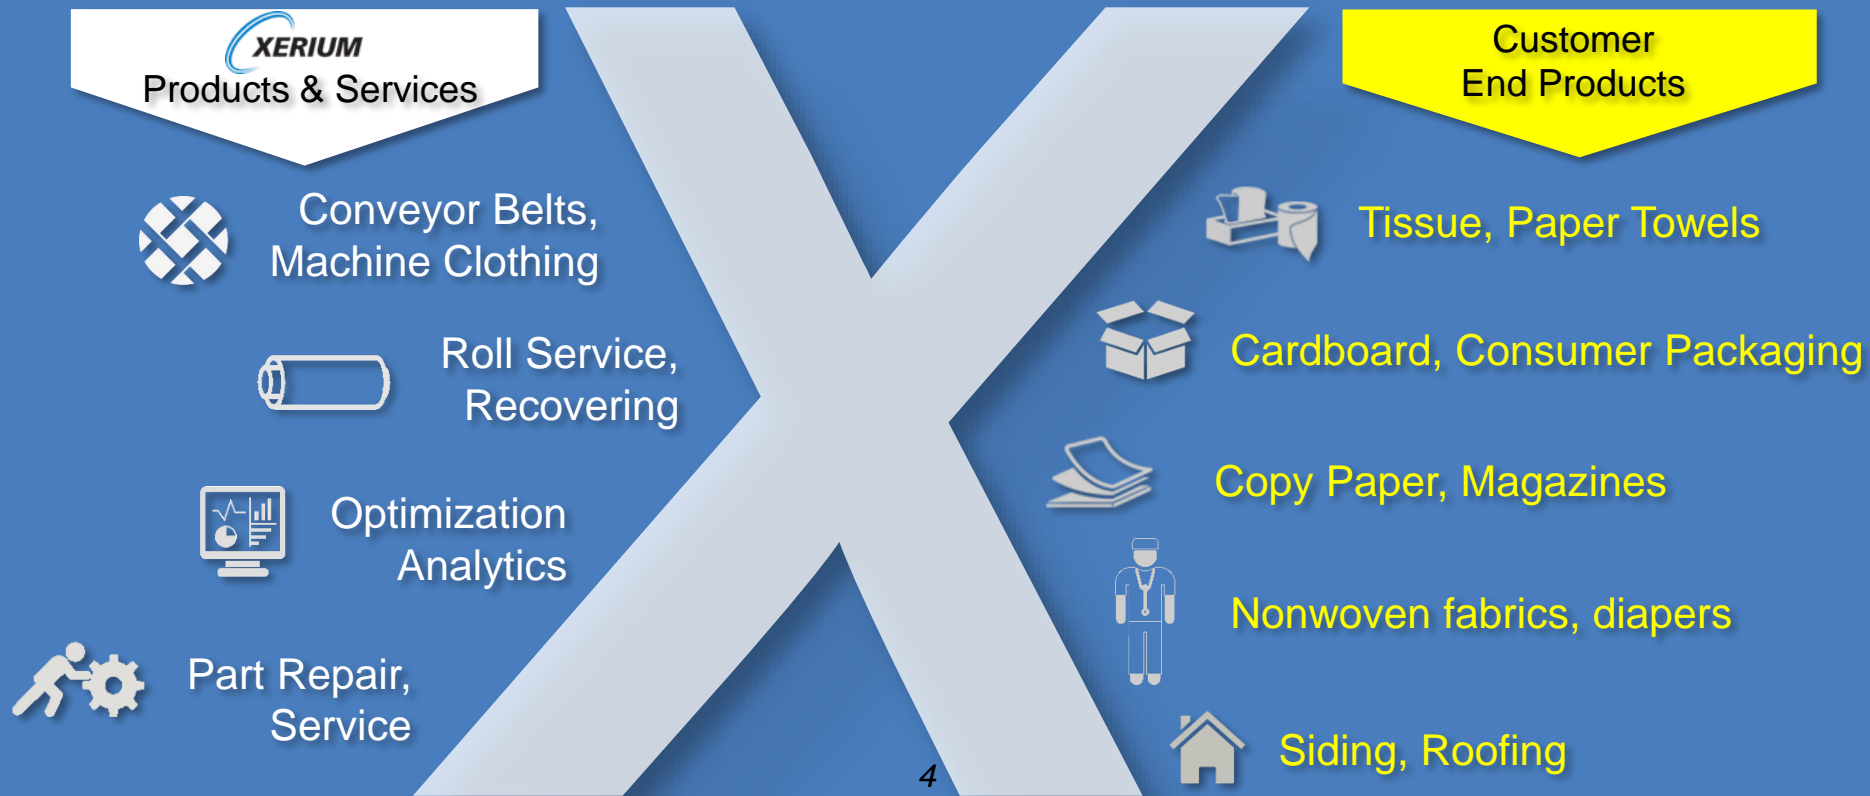 XERIUM
Products & Services
Conveyor Belts,
Machine Clothing
Roll Service,
Recovering
Optimization
Analytics
Part Repair,
Service
Customer
End Products
Tissue, Paper Towels
Cardboard, Consumer Packaging
Copy Paper, Magazines
Nonwoven fabrics, diapers
Siding, Roofing
4